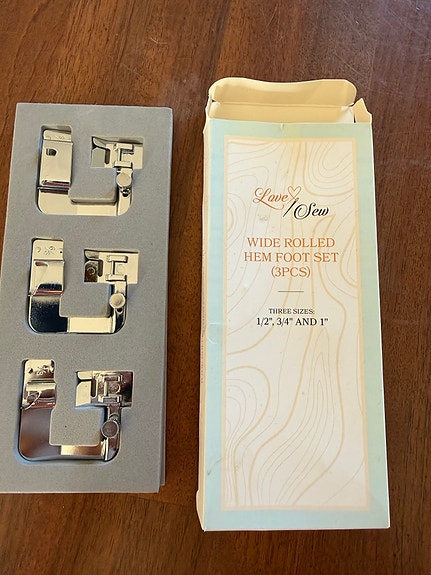 Love
Sew
WIDE ROLLED
HEM FOOT SET
(3PCS)
THREE SIZES:
1/2", 3/4" AND 1"